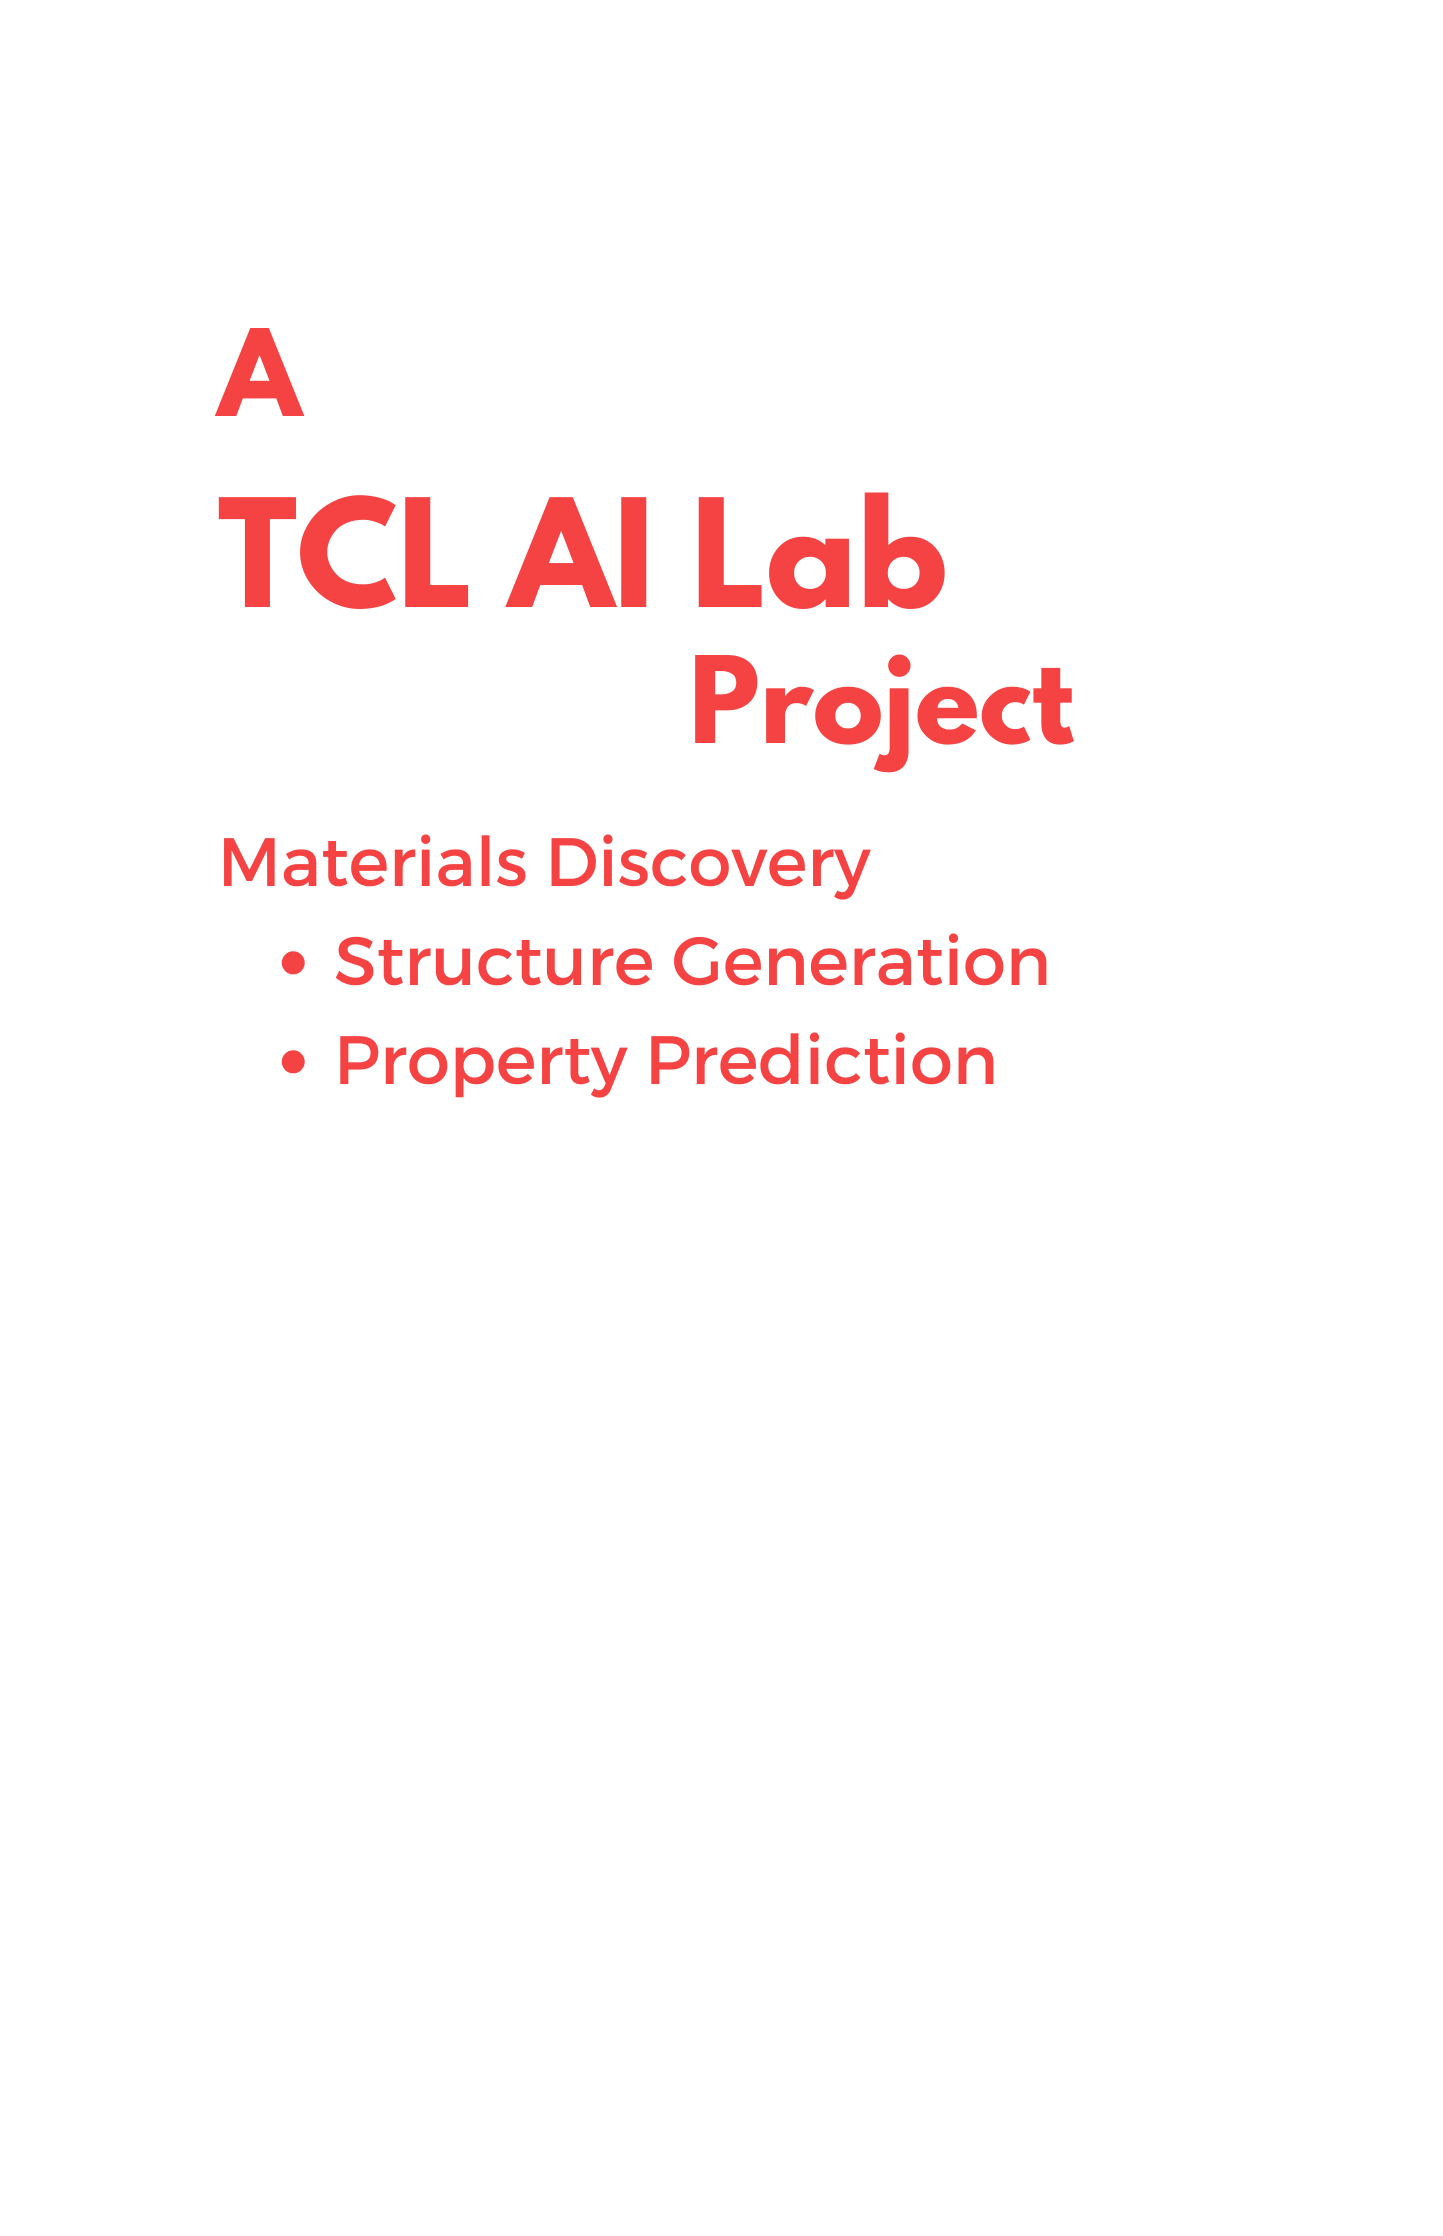 A
TCL AI Lab
Project
Materials Discovery
• Structure Generation
• Property Prediction